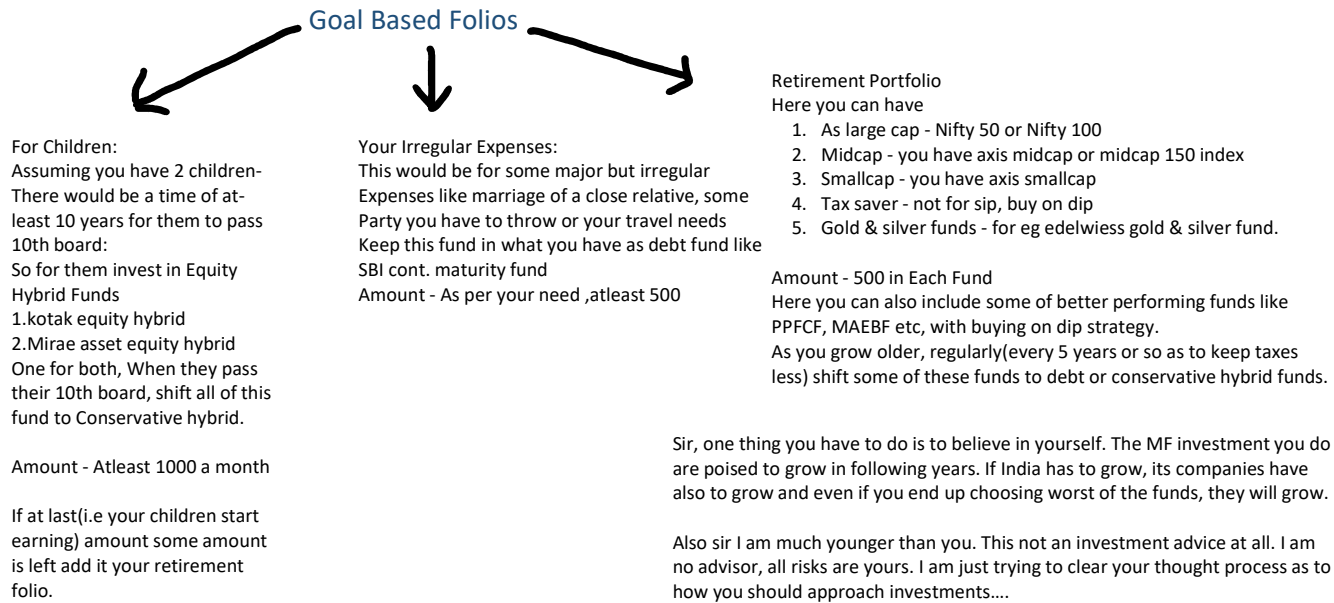 Goal Based Folios
For Children:
Assuming you have 2 children-
There would be a time of at-
least 10 years for them to pass
10th board:
So for them invest in Equity
Hybrid Funds
1.kotak equity hybrid
2.Mirae asset equity hybrid
One for both, When they pass
their 10th board, shift all of this
fund to Conservative hybrid.
Amount - Atleast 1000 a month
If at last(i.e your children start
earning) amount some amount
is left add it your retirement
folio.
Your Irregular Expenses:
This would be for some major but irregular
Expenses like marriage of a close relative, some
Party you have to throw or your travel needs
Keep this fund in what you have as debt fund like
SBI cont. maturity fund
Amount - As per your need ,atleast 500
Retirement Portfolio
Here you can have
1. As large cap - Nifty 50 or Nifty 100
2. Midcap - you have axis midcap or midcap 150 index
3. Smallcap - you have axis smallcap
4. Tax saver - not for sip, buy on dip
5. Gold & silver funds - for eg edelwiess gold & silver fund.
Amount - 500 in Each Fund
Here you can also include some of better performing funds like
PPFCF, MAEBF etc, with buying on dip strategy.
As you grow older, regularly(every 5 years or so as to keep taxes
less) shift some of these funds to debt or conservative hybrid funds.
Sir, one thing you have to do is to believe in yourself. The MF investment you do
are poised to grow in following years. If India has to grow, its companies have
also to grow and even if you end up choosing worst of the funds, they will grow.
Also sir I am much younger than you. This not an investment advice at all. I am
no advisor, all risks are yours. I am just trying to clear your thought process as to
how you should approach investments....